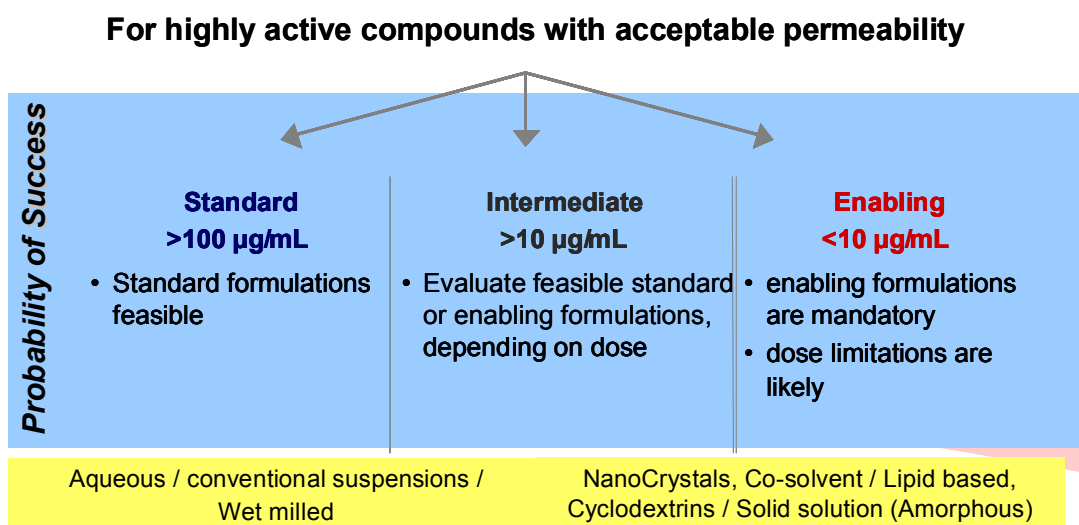 For highly active compounds with acceptable permeability
Probability of Success
Standard
>100 µg/mL
• Standard formulations
feasible
Intermediate
>10 µg/mL
• Evaluate feasible standard
or enabling formulations,
depending on dose
Enabling
<10 µg/mL
• enabling formulations
are mandatory
• dose limitations are
likely
Aqueous / conventional suspensions /
Wet milled
NanoCrystals, Co-solvent / Lipid based,
Cyclodextrins / Solid solution (Amorphous)